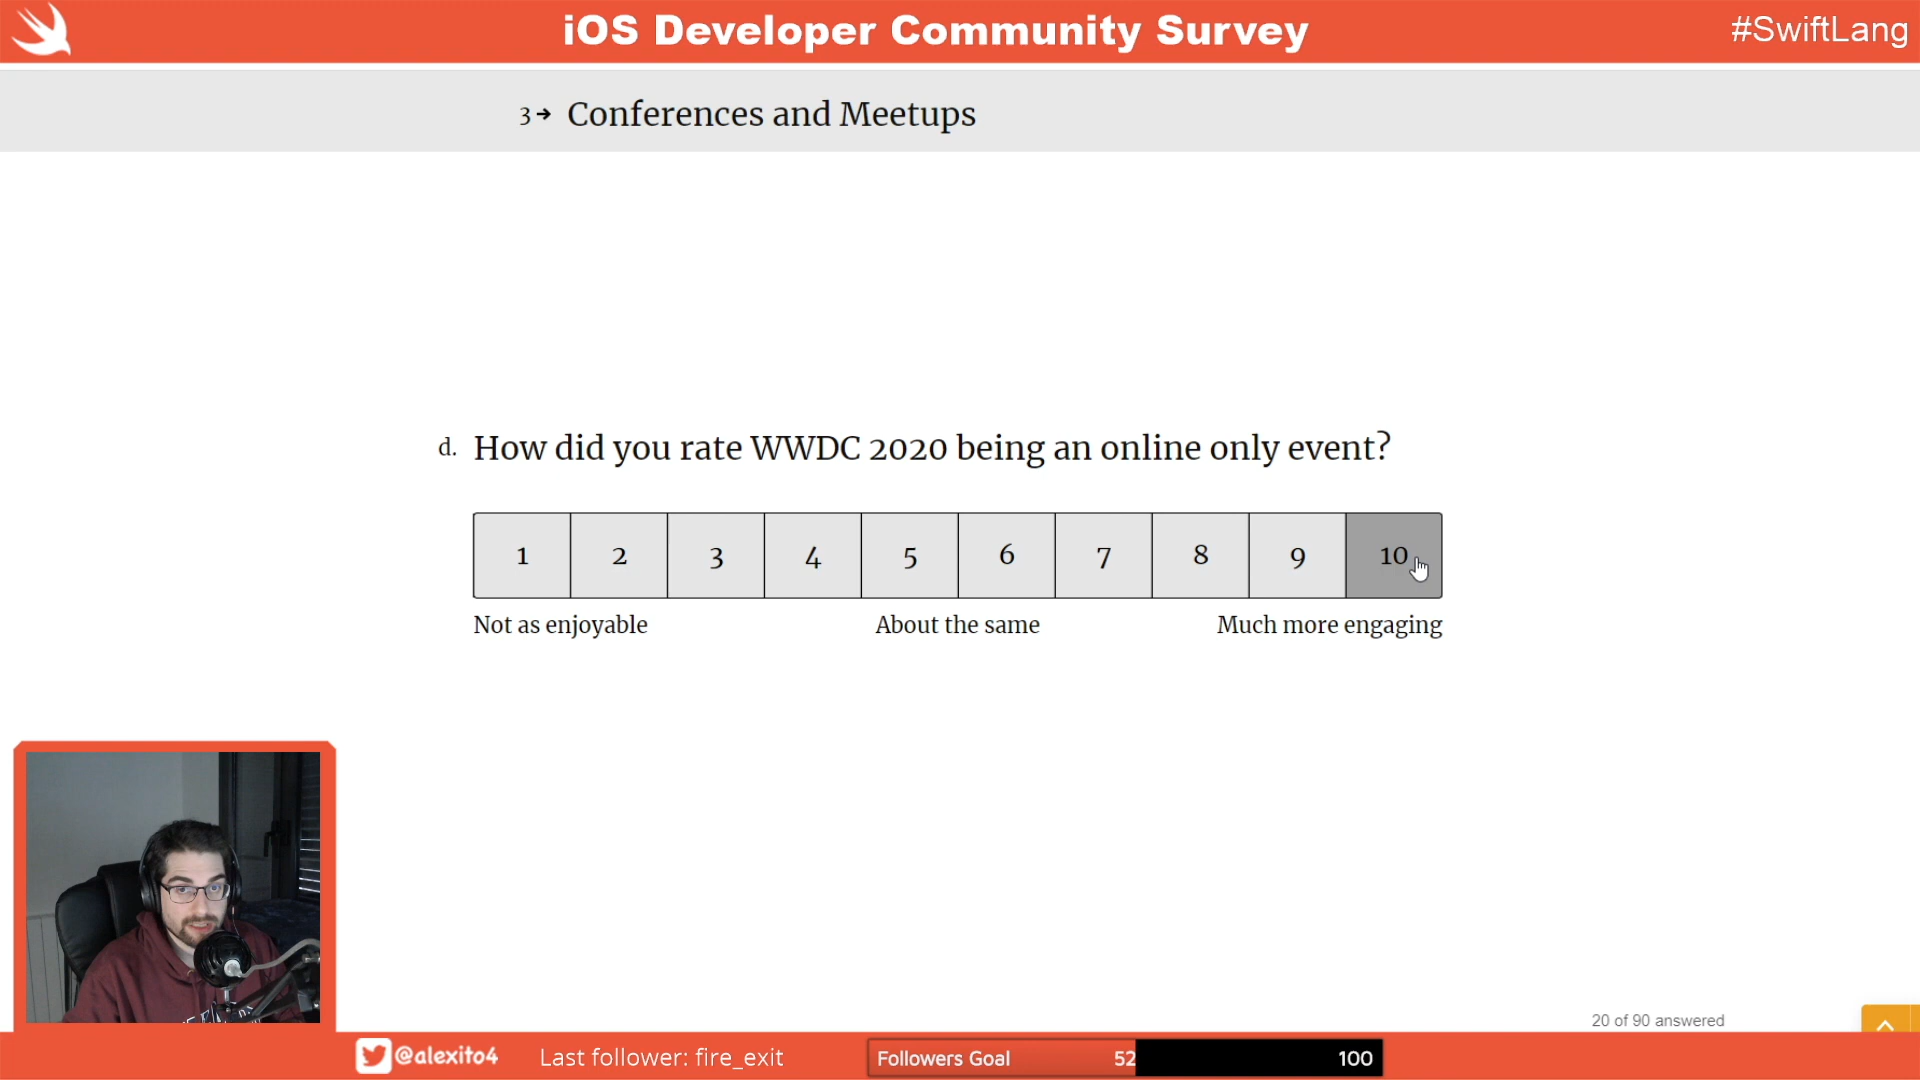 iOS Developer Community Survey
#SwiftLang
3 → Conferences and Meetups
d. How did you rate WWDC 2020 being an online only event?
1 2 3 4 5 6 7 8 9 10
Not as enjoyable About the same Much more engaging
20 of 90 answered
@alexito4 Last follower: fire_exit Followers Goal 52 100